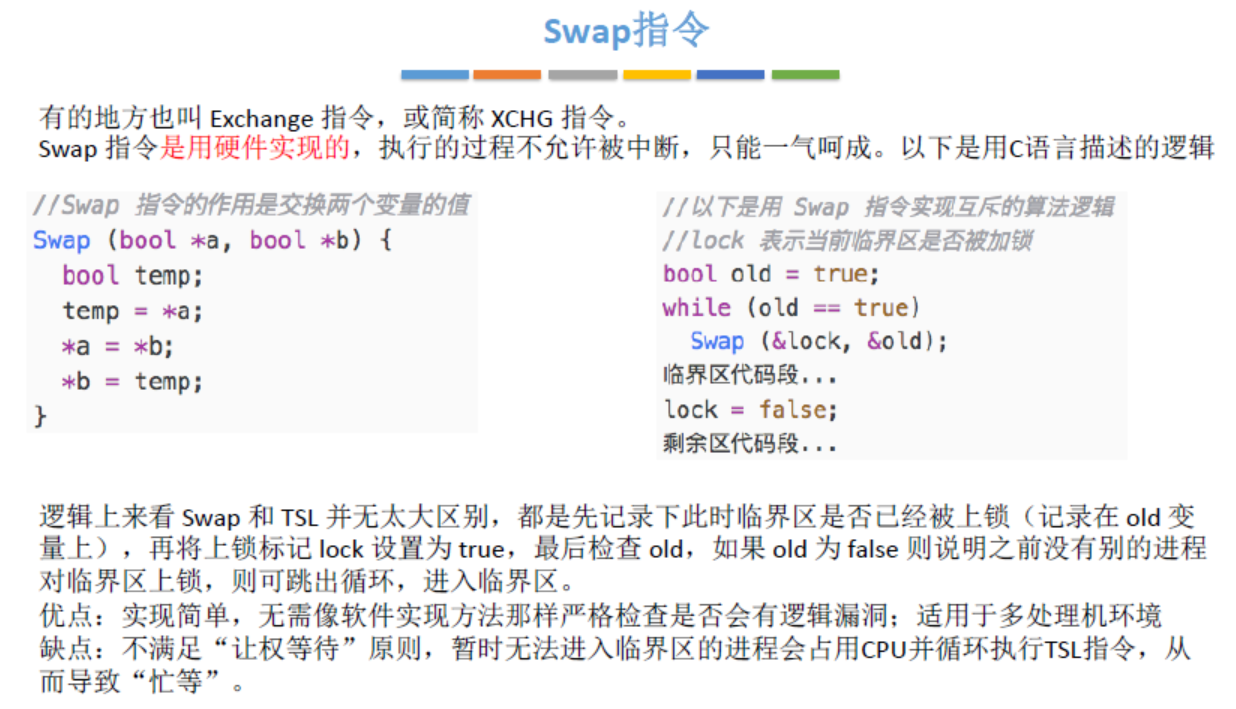 Swap指令
有的地方也叫 Exchange 指令，或简称 XCHG 指令。
Swap 指令是用硬件实现的，执行的过程不允许被中断，只能一气呵成。以下是用C语言描述的逻辑
//Swap 指令的作用是交换两个变量的值
Swap (bool *a, bool *b) {
  bool temp;
  temp = *a;
  *a = *b;
  *b = temp;
}
//以下是用 Swap 指令实现互斥的算法逻辑
//lock 表示当前临界区是否被加锁
bool old = true;
while (old == true)
  Swap (&lock, &old);
临界区代码段...
lock = false;
剩余区代码段...
逻辑上来看 Swap 和 TSL 并无太大区别，都是先记录下此时临界区是否已经被上锁（记录在 old 变
量上），再将上锁标记 lock 设置为 true，最后检查 old，如果 old 为 false 则说明之前没有别的进程
对临界区上锁，则可跳出循环，进入临界区。
优点：实现简单，无需像软件实现方法那样严格检查是否会有逻辑漏洞；适用于多处理机环境
缺点：不满足“让权等待”原则，暂时无法进入临界区的进程会占用CPU并循环执行TSL指令，从
而导致“忙等”。